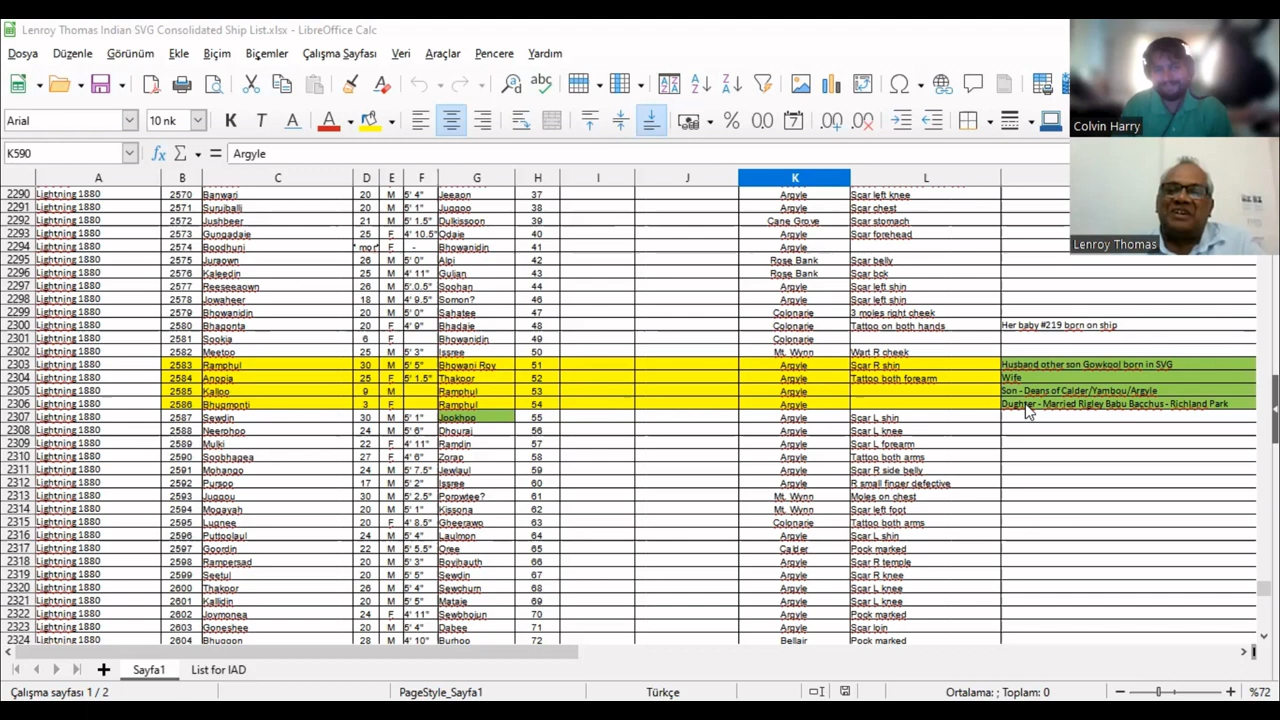 Lenroy Thomas Indian SVG Consolidated Ship List.xlsx - LibreOffice Calc
Dosya Düzenle Görünüm Ekle Biçim Biçemler Çalışma Sayfası Veri Araçlar Pencere Yardım
Arial 10 nk
K590 Argyle
A B C D E F G H I J K L
2290 Lightning 1880 2570 Banwari 20 M 5' 4" Jeeaon 37 Argyle Scar left knee
2291 Lightning 1880 2571 Surujballi 20 M 5' 1" Juggoo 38 Argyle Scar chest
2292 Lightning 1880 2572 Jushbeer 21 M 5' 1.5" Dulkissoon 39 Cane Grove Scar stomach
2293 Lightning 1880 2573 Gungadaie 25 F 4' 10.5" Odaie 40 Argyle Scar forehead
2294 Lightning 1880 2574 Boodhuni F - Bhowanidin 41 Argyle
2295 Lightning 1880 2575 Juraown 26 M 5' 0" Alpi 42 Rose Bank Scar belly
2296 Lightning 1880 2576 Kaleedin 25 M 4' 11" Gulian 43 Rose Bank Scar bck
2297 Lightning 1880 2577 Reeseeaown 26 M 5'.0.5" Soohan 44 Argyle Scar left shin
2298 Lightning 1880 2578 Jowaheer 18 M 4' 9.5" Somon? 46 Argyle Scar left shin
2299 Lightning 1880 2579 Bhowanidin 20 M 5' 0" Sahatee 47 Colonarie 3 moles right cheek
2300 Lightning 1880 2580 Bhagonta 20 F 4' 9" Bhadaie 48 Colonarie Tattoo on both hands Her baby #219 born on ship
2301 Lightning 1880 2581 Sookia 6 F Bhowanidin 49 Colonarie
2302 Lightning 1880 2582 Meetoo 25 M 5' 3" Issree 50 Mt. Wynn Wart R cheek
2303 Lightning 1880 2583 Ramphul 30 M 5' 5" Bhowani Roy 51 Argyle Scar R shin Husband other son Gowkool born in SVG
2304 Lightning 1880 2584 Anooja 25 F 5' 1.5" Thakoor 52 Argyle Tattoo both forearm Wife
2305 Lightning 1880 2585 Kalloo 9 M Ramphul 53 Argyle Son - Deans of Calder/Yambou/Argyle
2306 Lightning 1880 2586 Bhugmonti 3 F Ramphul 54 Argyle Dughter - Married Rigley Babu Bacchus - Richland Park
2307 Lightning 1880 2587 Sewdin 30 M 5' 1" Jookhoo 55 Argyle Scar L shin
2308 Lightning 1880 2588 Neerohoo 24 M 5' 6" Dhouraj 56 Argyle Scar L knee
2309 Lightning 1880 2589 Mulki 22 F 4' 11" Ramdin 57 Argyle Scar L forearm
2310 Lightning 1880 2590 Soobhagea 27 F 4' 6" Zorap 58 Argyle Tattoo both arms
2311 Lightning 1880 2591 Mohango 24 M 5' 7.5" Jewlaul 59 Argyle Scar R side belly
2312 Lightning 1880 2592 Pursoo 17 M 5' 2" Issree 60 Argyle R small finger defective
2313 Lightning 1880 2593 Juggou 30 M 5' 2.5" Porowtee? 61 Mt. Wynn Moles on chest
2314 Lightning 1880 2594 Mogayah 20 M 5' 1" Kissona 62 Mt. Wynn Scar left foot
2315 Lightning 1880 2595 Lugnee 20 F 4' 8.5" Gheerawo 63 Colonarie Tattoo both arms
2316 Lightning 1880 2596 Puttoolaul 24 M 5' 4" Laulmon 64 Argyle Scar L shin
2317 Lightning 1880 2597 Goordin 22 M 5' 5.5" Oree 65 Calder Pock marked
2318 Lightning 1880 2598 Rampersad 20 M 5' 3" Boyjhauth 66 Argyle Scar R temple
2319 Lightning 1880 2599 Seetul 20 M 5' 5" Sewdin 67 Argyle Scar R knee
2320 Lightning 1880 2600 Thakoor 26 M 5' 4" Sewchurn 68 Argyle Scar L knee
2321 Lightning 1880 2601 Kallidin 20 M 5' 5" Mataie 69 Argyle Scar L knee
2322 Lightning 1880 2602 Joymonea 24 F 4' 11" Sewbhojun 70 Argyle Pock marked
2323 Lightning 1880 2603 Goneshee 20 M 5' 4" Dabee 71 Argyle Scar loin
2324 Lightning 1880 2604 Bhuggon 28 M 4' 10" Burhoo 72 Bellair Pock marked
Sayfa1 List for IAD
Çalışma sayfası 1 / 2 PageStyle_Sayfa1 Türkçe Ortalama: ; Toplam: 0 %72
Colvin Harry
Lenroy Thomas